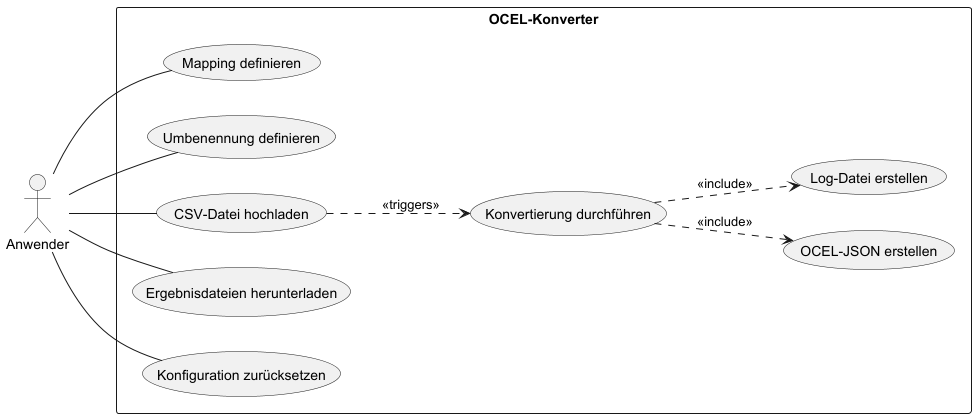 OCEL-Konverter
Mapping definieren
Umbenennung definieren
Anwender
CSV-Datei hochladen
«triggers»
Konvertierung durchführen
«include»
Log-Datei erstellen
«include»
OCEL-JSON erstellen
Ergebnisdateien herunterladen
Konfiguration zurücksetzen